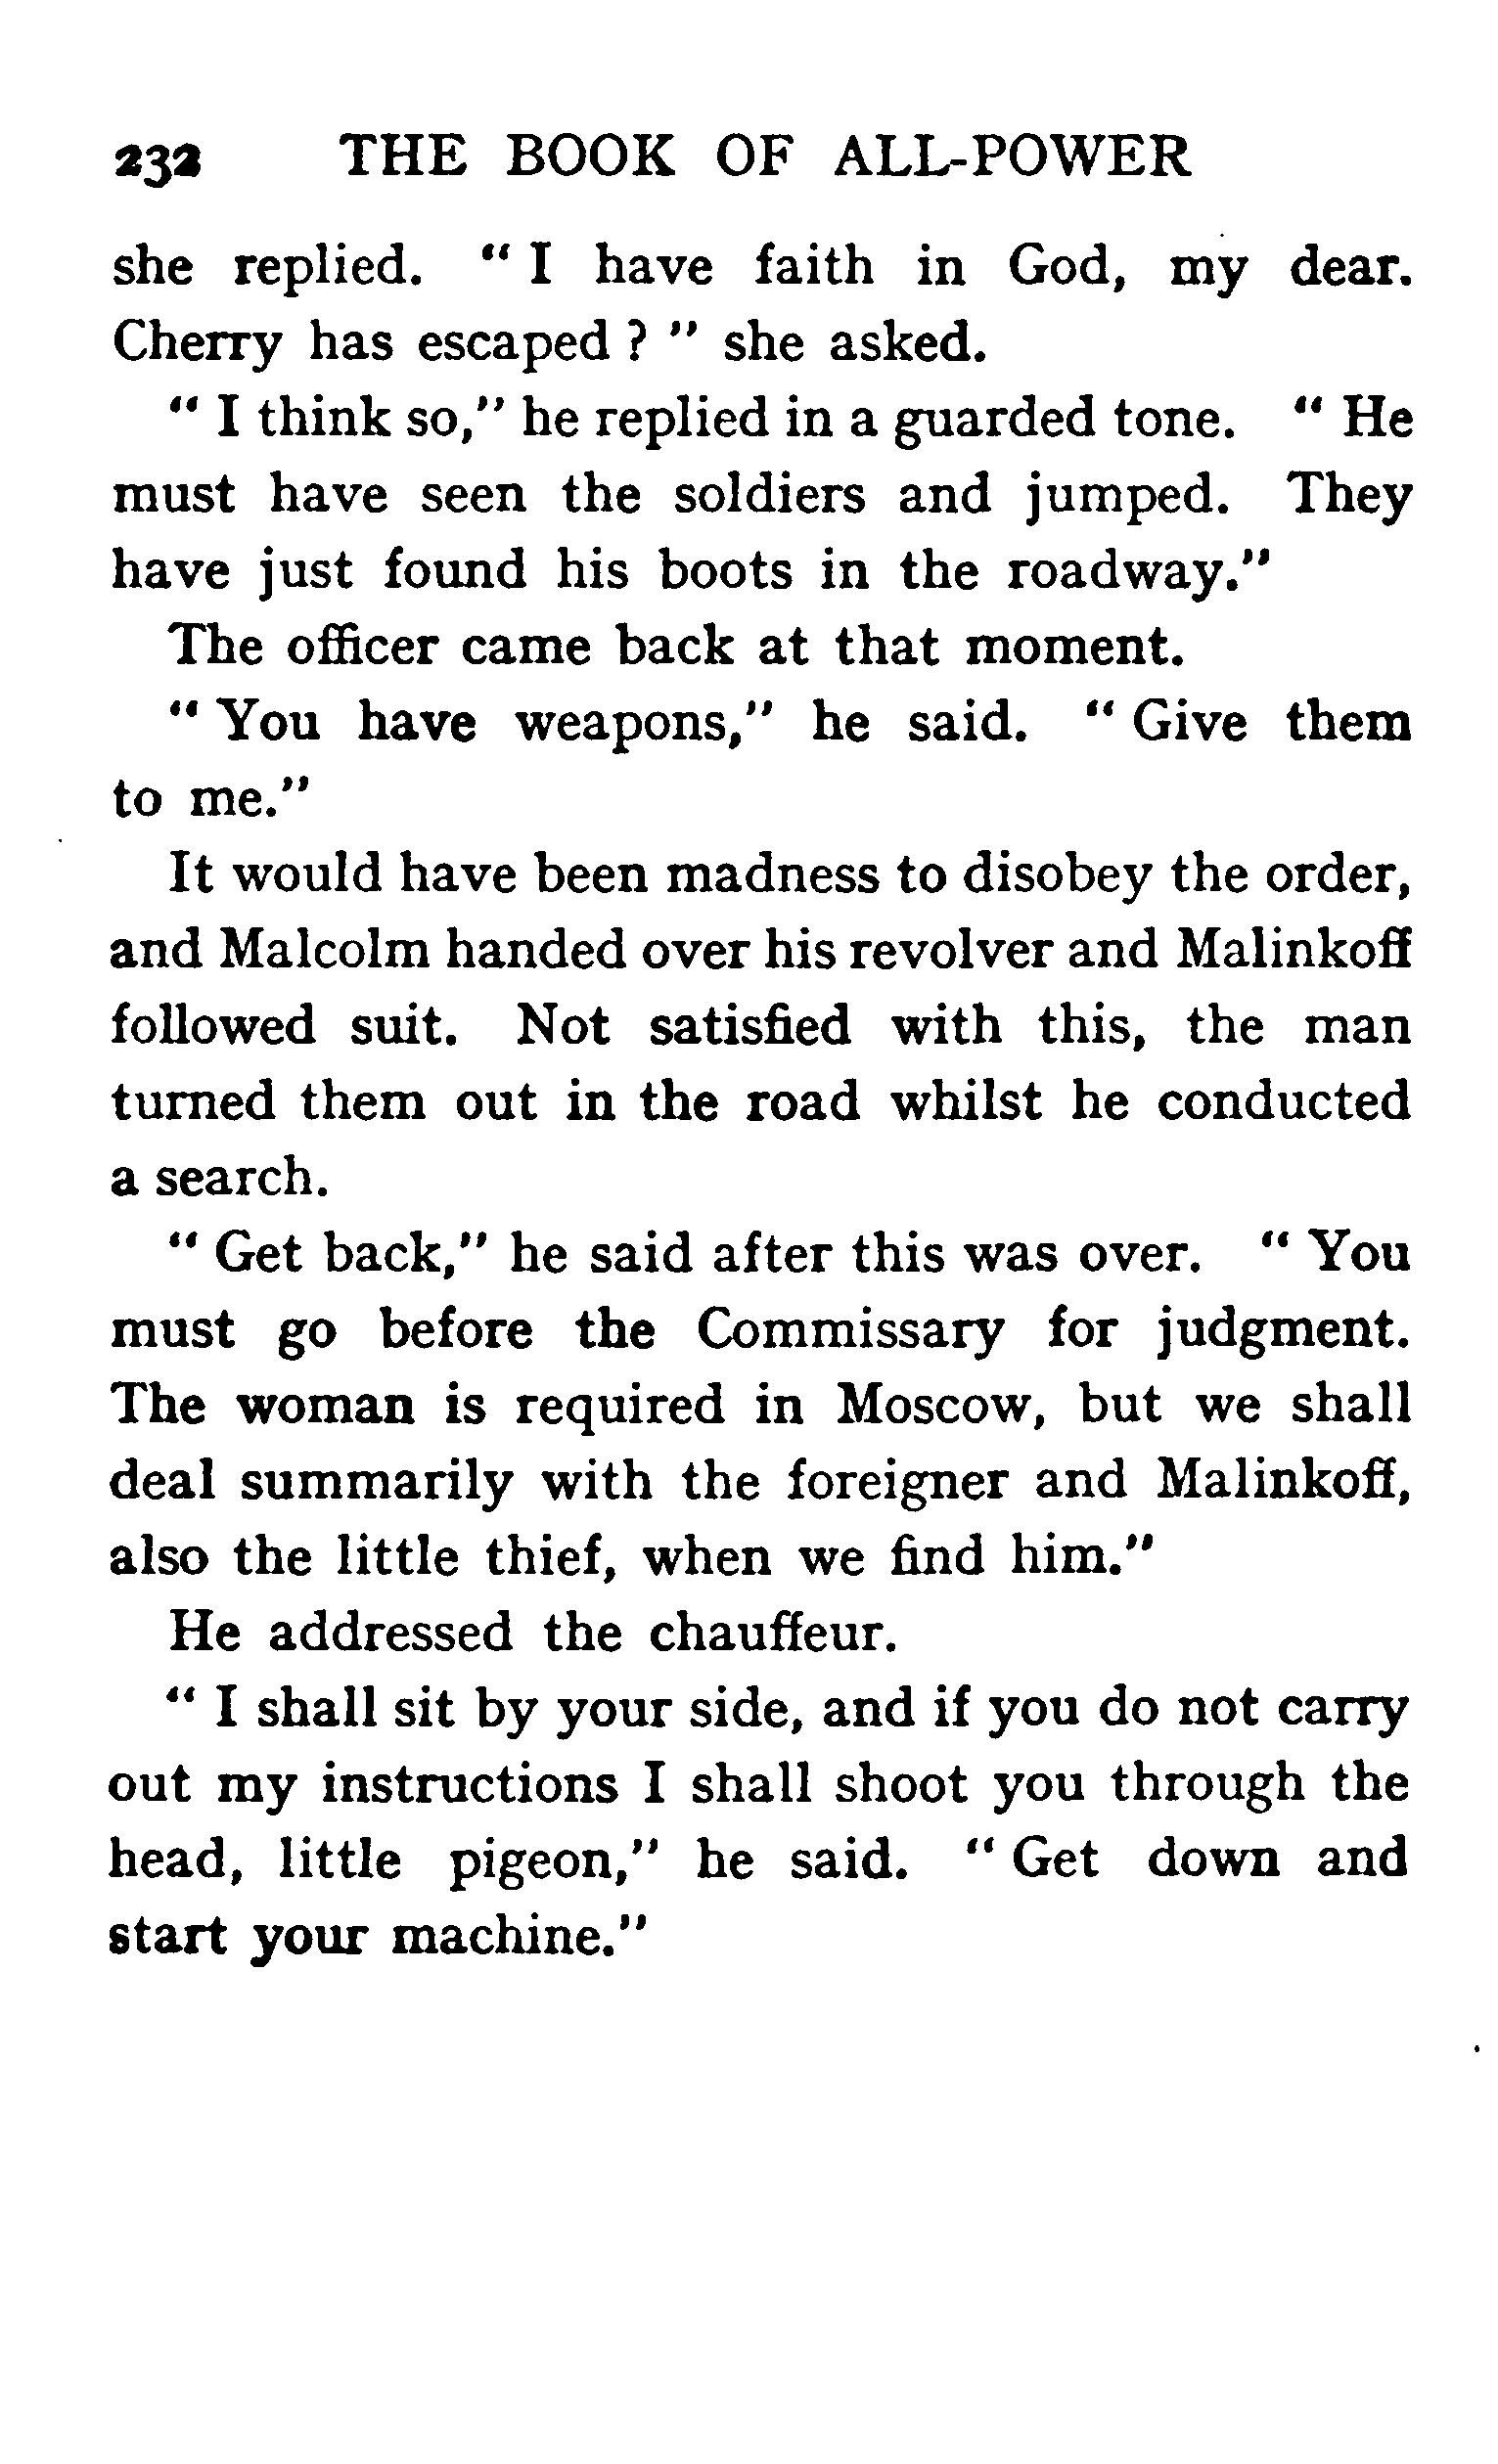 232 THE BOOK OF ALL-POWER
she replied. " I have faith in God, my dear.
Cherry has escaped ? " she asked.
" I think so," he replied in a guarded tone. " He
must have seen the soldiers and jumped. They
have just found his boots in the roadway."
The officer came back at that moment.
" You have weapons," he said. " Give them
to me."
It would have been madness to disobey the order,
and Malcolm handed over his revolver and Malinkoff
followed suit. Not satisfied with this, the man
turned them out in the road whilst he conducted
a search.
" Get back," he said after this was over. " You
must go before the Commissary for judgment.
The woman is required in Moscow, but we shall
deal summarily with the foreigner and Malinkoff,
also the little thief, when we find him."
He addressed the chauffeur.
" I shall sit by your side, and if you do not carry
out my instructions I shall shoot you through the
head, little pigeon," he said. " Get down and
start your machine."